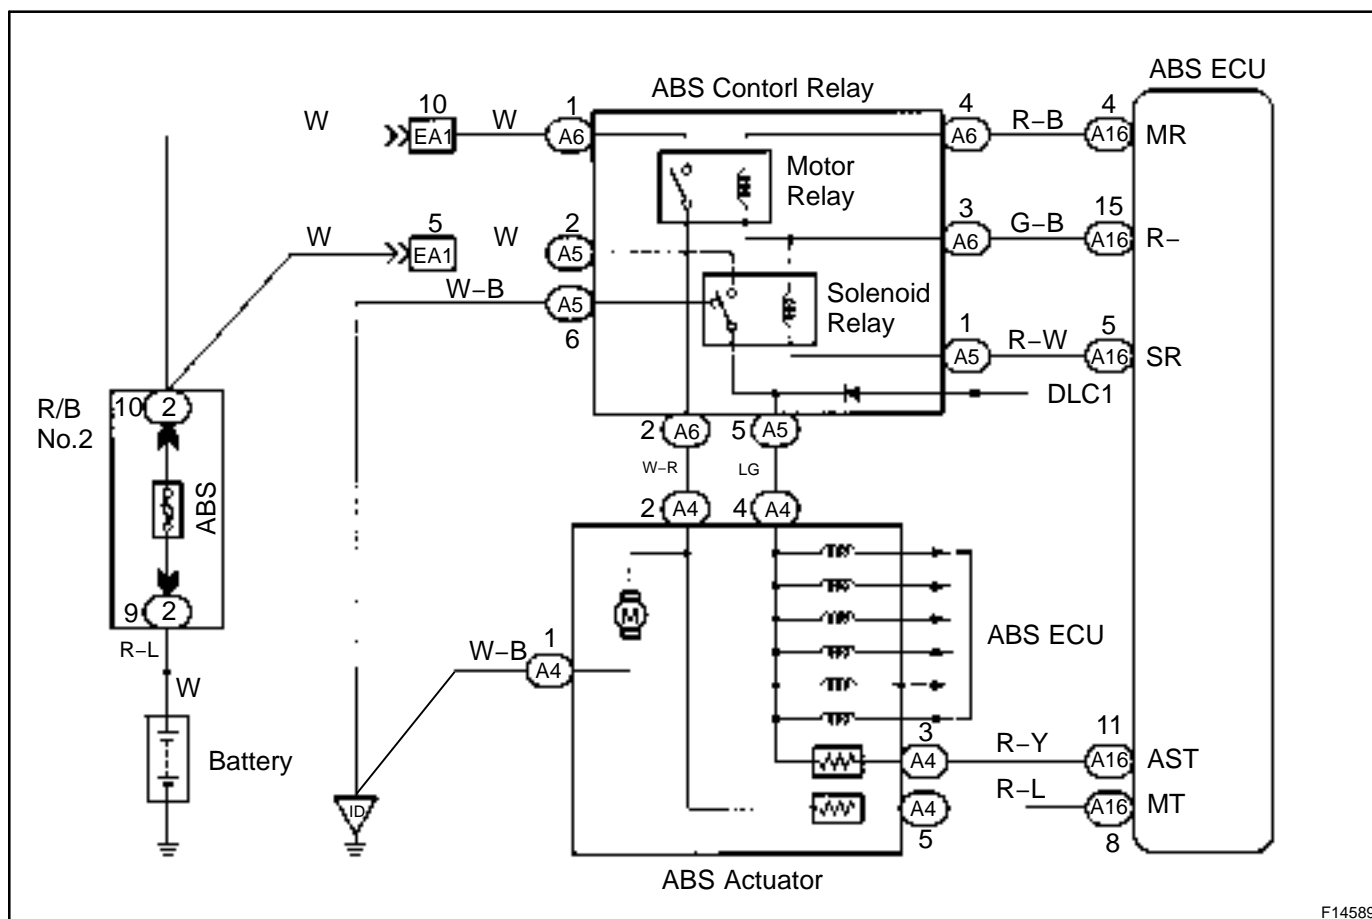 ABS ECU
ABS Contorl Relay
W
10
EA1
W
1
A6
4
A6
R–B
4
A16
MR
Motor
Relay
W
5
EA1
W
2
A5
3
A6
G–B
15
A16
R-
W–B
A5
6
Solenoid
Relay
1
A5
R–W
5
A16
SR
DLC1
R/B
No.2
10
2
ABS
9
2
R–L
W
Battery
2
A6
5
A5
W–R
LG
2
A4
4
A4
M
W–B
1
A4
ABS ECU
3
A4
R–Y
11
A16
AST
A4
5
R–L
A16
8
MT
ID
ABS Actuator
F14589